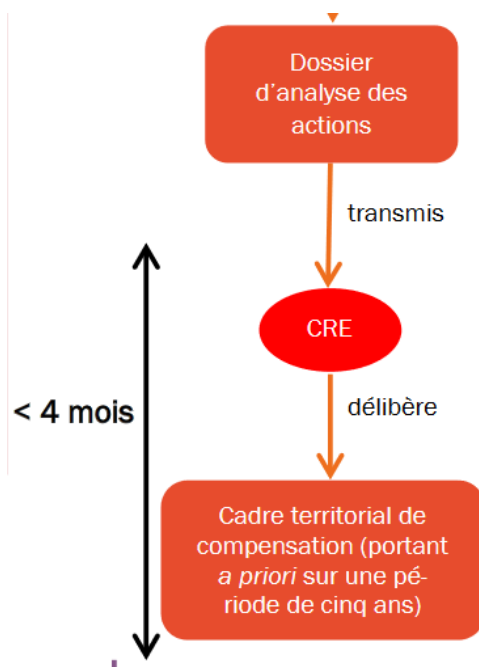 Dossier
d’analyse des
actions
transmis
CRE
< 4 mois
délibère
Cadre territorial de
compensation (portant
a priori sur une pé-
riode de cinq ans)